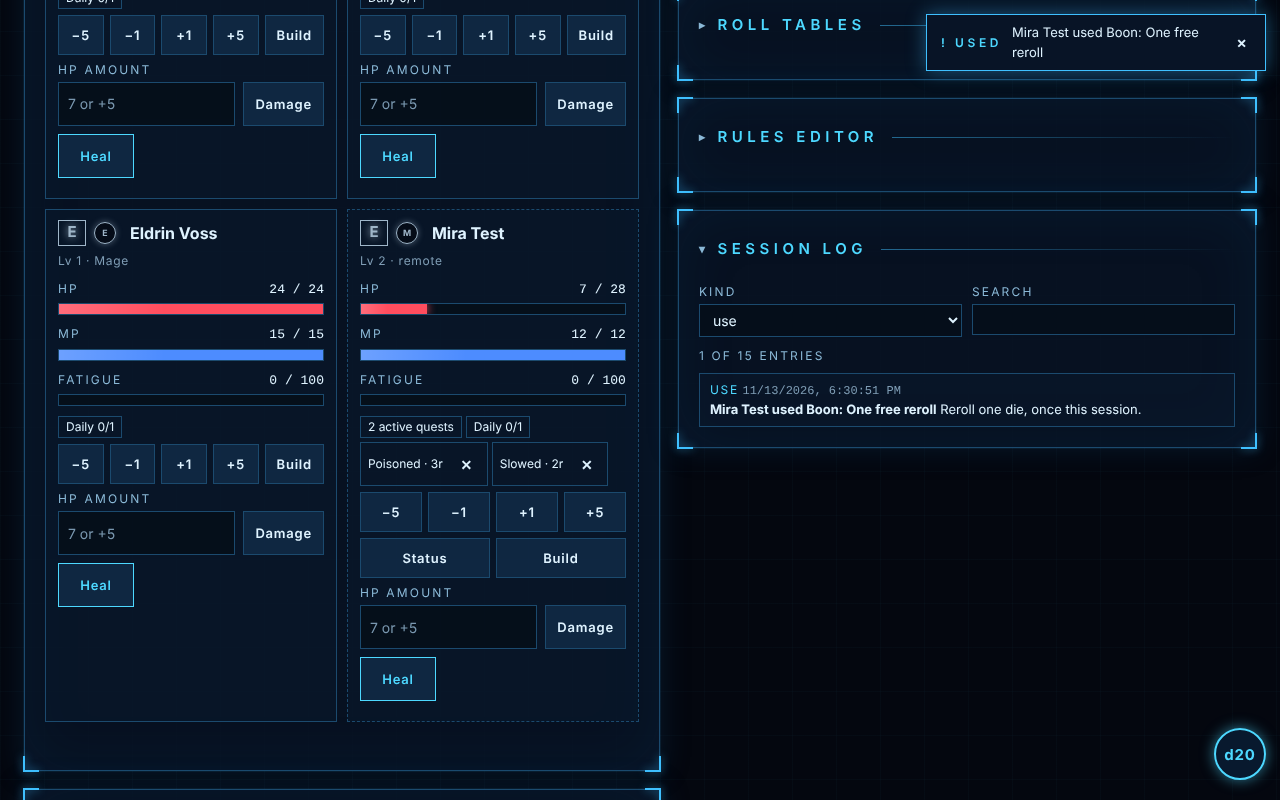 Daily 0/1
−5 −1 +1 +5 Build
HP AMOUNT
7 or +5 Damage
Heal
Daily 0/1
−5 −1 +1 +5 Build
HP AMOUNT
7 or +5 Damage
Heal
E E Eldrin Voss
Lv 1 · Mage
HP 24 / 24
MP 15 / 15
FATIGUE 0 / 100
Daily 0/1
−5 −1 +1 +5 Build
HP AMOUNT
7 or +5 Damage
Heal
E M Mira Test
Lv 2 · remote
HP 7 / 28
MP 12 / 12
FATIGUE 0 / 100
2 active quests Daily 0/1
Poisoned · 3r × Slowed · 2r ×
−5 −1 +1 +5
Status Build
HP AMOUNT
7 or +5 Damage
Heal
▸ ROLL TABLES
! USED Mira Test used Boon: One free
reroll ×
▸ RULES EDITOR
▾ SESSION LOG
KIND SEARCH
use
1 OF 15 ENTRIES
USE 11/13/2026, 6:30:51 PM
Mira Test used Boon: One free reroll Reroll one die, once this session.
d20